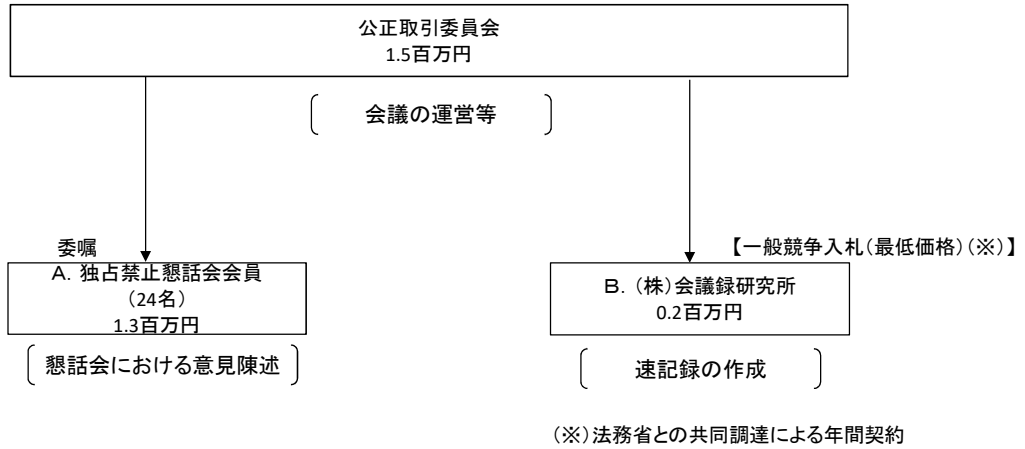 公正取引委員会
1.5百万円
会議の運営等
委嘱
【一般競争入札(最低価格)(※)】
A. 独占禁止懇話会会員
(24名)
1.3百万円
B. (株)会議録研究所
0.2百万円
懇話会における意見陳述
速記録の作成
(※)法務省との共同調達による年間契約